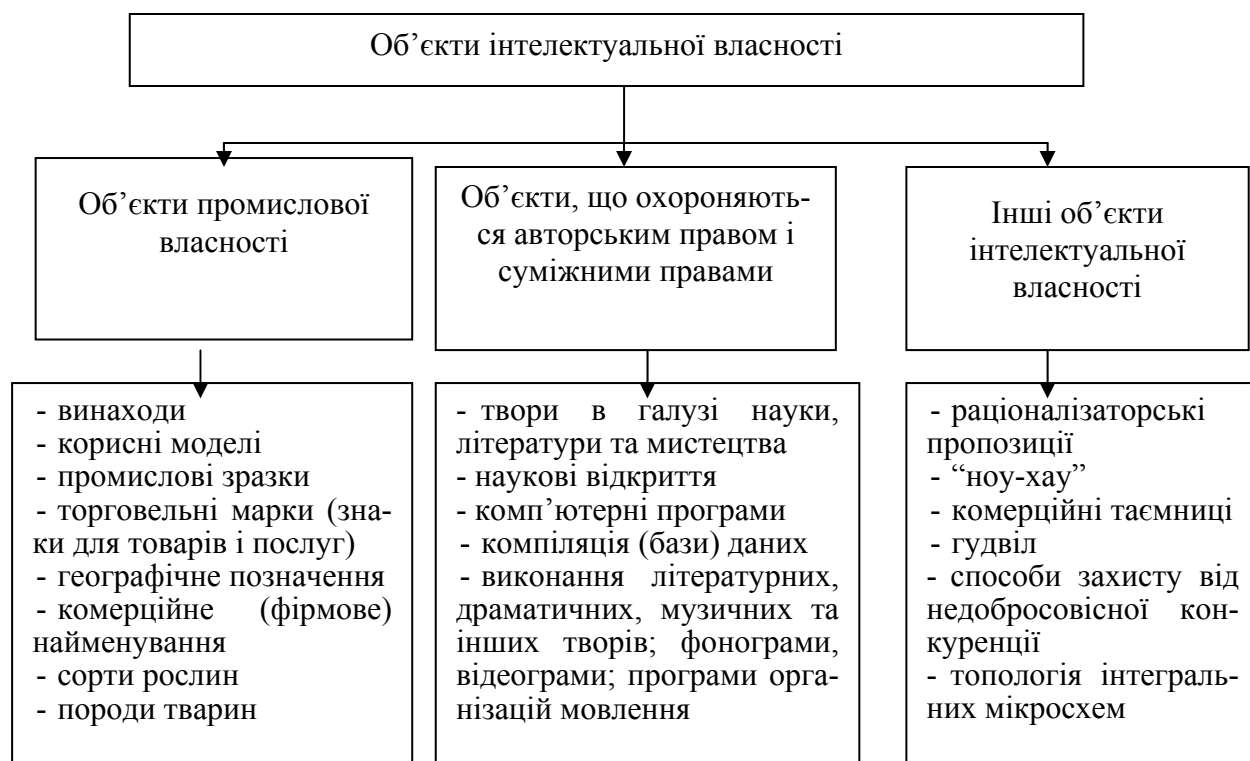 Об’єкти інтелектуальної власності
Об’єкти промислової
власності
Об’єкти, що охороняють-
ся авторським правом і
суміжними правами
Інші об’єкти
інтелектуальної
власності
- винаходи
- корисні моделі
- промислові зразки
- торговельні марки (зна-
ки для товарів і послуг)
- географічне позначення
- комерційне (фірмове)
найменування
- сорти рослин
- породи тварин
- твори в галузі науки,
літератури та мистецтва
- наукові відкриття
- комп’ютерні програми
- компіляція (бази) даних
- виконання літературних,
драматичних, музичних та
інших творів; фонограми,
відеограми; програми орга-
нізацій мовлення
- раціоналізаторські
пропозиції
- “ноу-хау”
- комерційні таємниці
- гудвіл
- способи захисту від
недобросовісної кон-
куренції
- топологія інтеграль-
них мікросхем